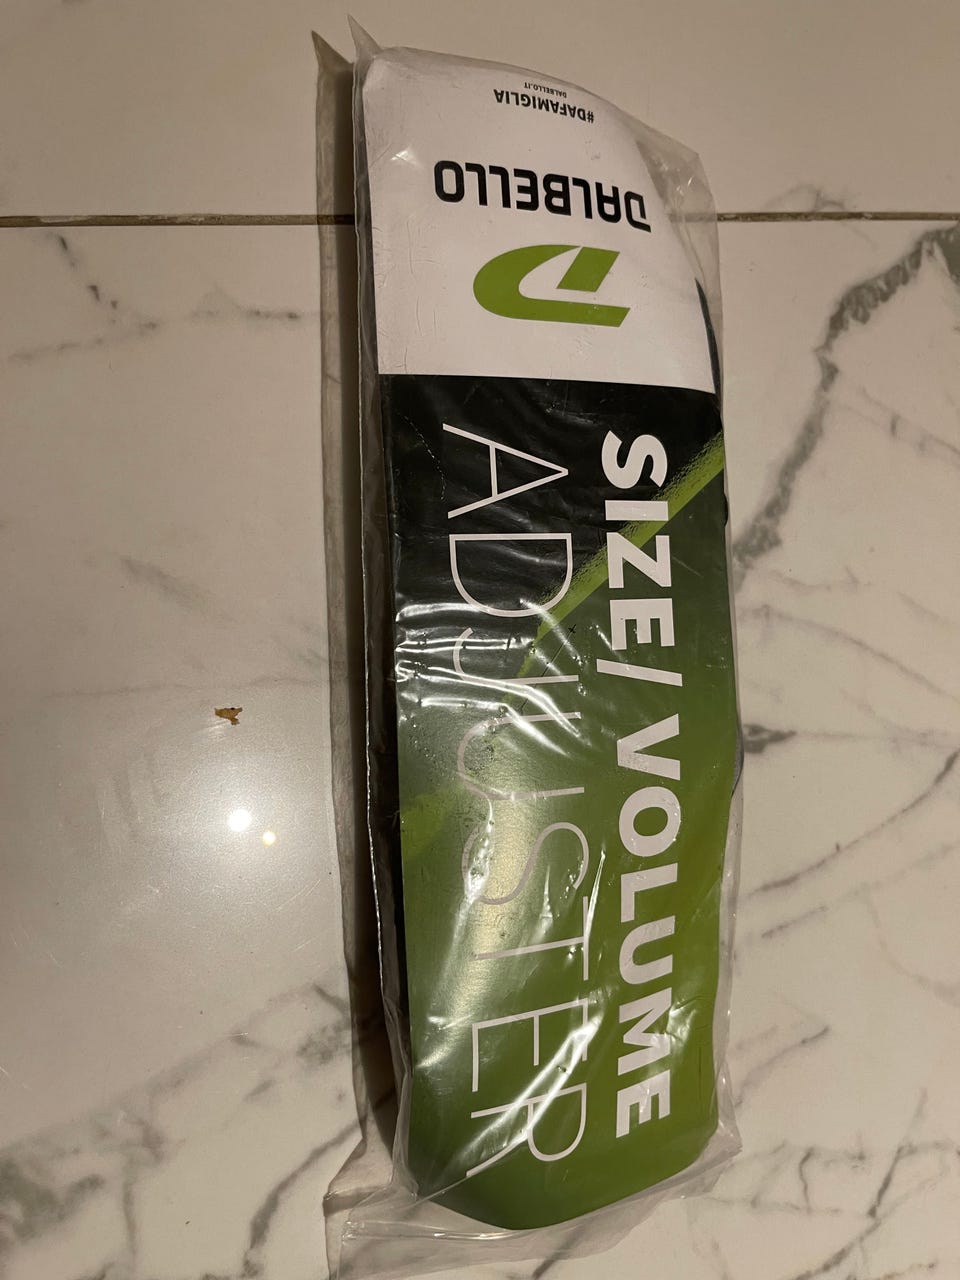 #DAFAMIGLIA
DALBELLO.IT
DALBELLO
SIZE/VOLUME
ADJUSTER